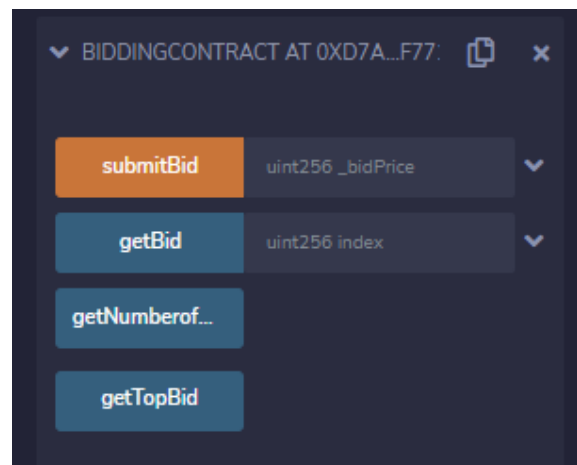 BIDDINGCONTRACT AT 0XD7A...F77
submitBid uint256 _bidPrice
getBid uint256 index
getNumberof...
getTopBid